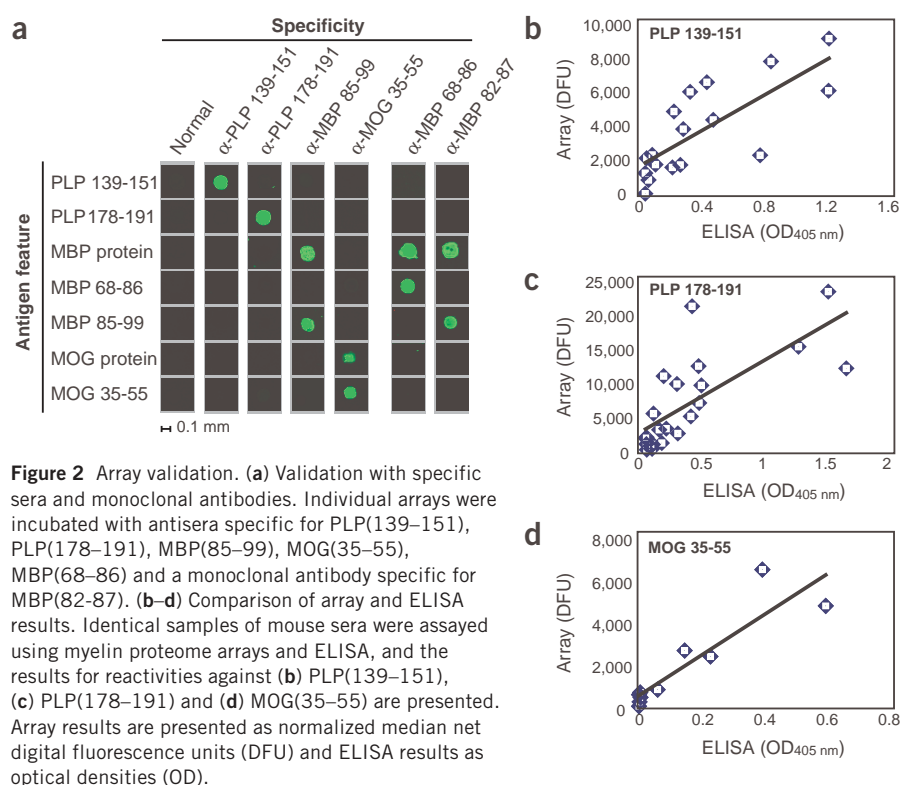 a
Specificity
Normal
α-PLP 139-151
α-PLP 178-191
α-MBP 85-99
α-MOG 35-55
α-MBP 68-86
α-MBP 82-87
Antigen feature
PLP 139-151
PLP178-191
MBP protein
MBP 68-86
MBP 85-99
MOG protein
MOG 35-55
0.1 mm
b
PLP 139-151
Array (DFU)
10,000
8,000
6,000
4,000
2,000
0
0 0.4 0.8 1.2 1.6
ELISA (OD405 nm)
c
PLP 178-191
Array (DFU)
25,000
20,000
15,000
10,000
5,000
0
0 0.5 1 1.5 2
ELISA (OD405 nm)
d
MOG 35-55
Array (DFU)
8,000
6,000
4,000
2,000
0
0 0.2 0.4 0.6 0.8
ELISA (OD405 nm)
Figure 2 Array validation. (a) Validation with specific
sera and monoclonal antibodies. Individual arrays were
incubated with antisera specific for PLP(139–151),
PLP(178–191), MBP(85–99), MOG(35–55),
MBP(68–86) and a monoclonal antibody specific for
MBP(82-87). (b–d) Comparison of array and ELISA
results. Identical samples of mouse sera were assayed
using myelin proteome arrays and ELISA, and the
results for reactivities against (b) PLP(139–151),
(c) PLP(178–191) and (d) MOG(35–55) are presented.
Array results are presented as normalized median net
digital fluorescence units (DFU) and ELISA results as
optical densities (OD).